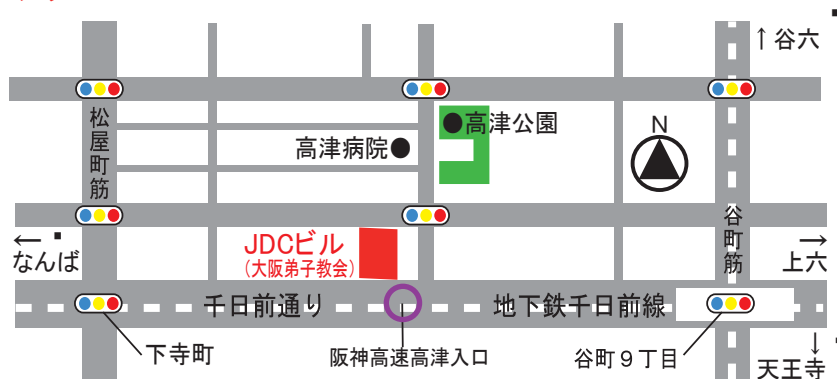 ↑谷六
松屋町筋
高津病院●
●高津公園
N
←
なんば
JDCビル
(大阪弟子教会)
谷町筋
→
上六
千日前通り
地下鉄千日前線
下寺町
阪神高速高津入口
谷町9丁目
↓
天王寺